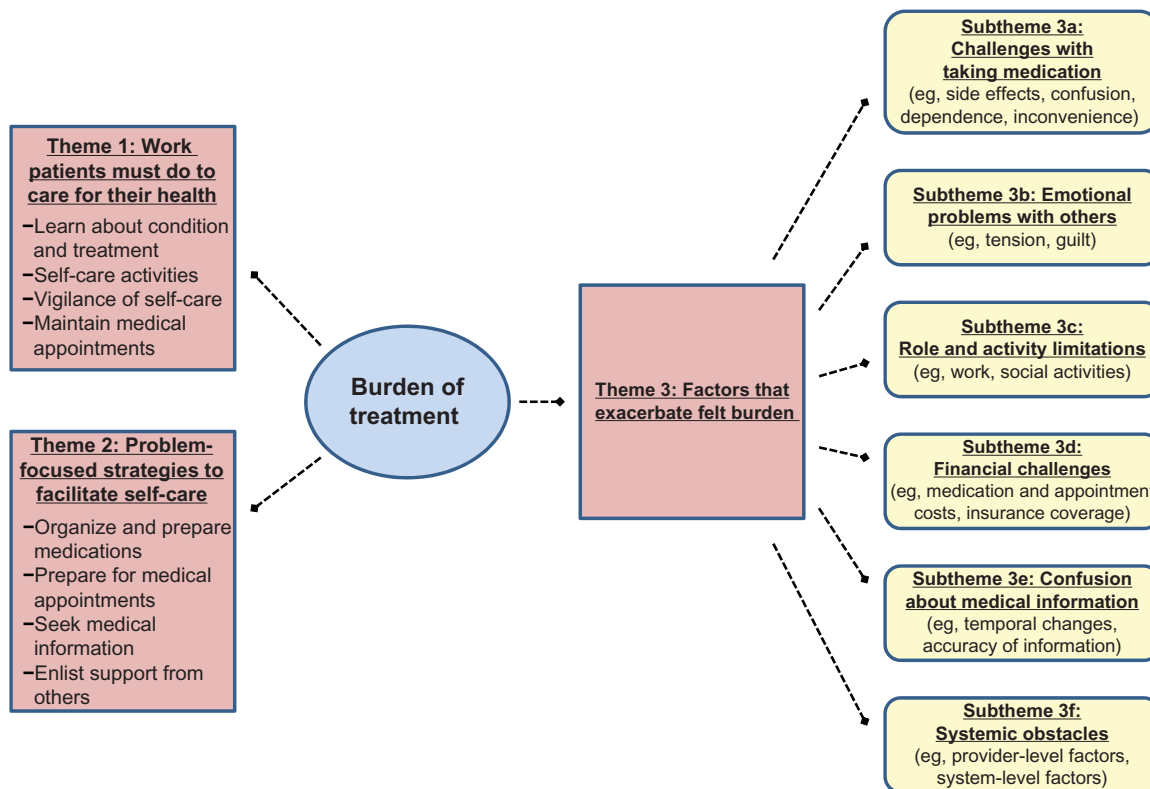 Theme 1: Work
patients must do to
care for their health
−Learn about condition
and treatment
−Self-care activities
−Vigilance of self-care
−Maintain medical
appointments
Theme 2: Problem-
focused strategies to
facilitate self-care
−Organize and prepare
medications
−Prepare for medical
appointments
−Seek medical
information
−Enlist support from
others
Burden of
treatment
Theme 3: Factors that
exacerbate felt burden
Subtheme 3a:
Challenges with
taking medication
(eg, side effects, confusion,
dependence, inconvenience)
Subtheme 3b: Emotional
problems with others
(eg, tension, guilt)
Subtheme 3c:
Role and activity limitations
(eg, work, social activities)
Subtheme 3d:
Financial challenges
(eg, medication and appointment
costs, insurance coverage)
Subtheme 3e: Confusion
about medical information
(eg, temporal changes,
accuracy of information)
Subtheme 3f:
Systemic obstacles
(eg, provider-level factors,
system-level factors)